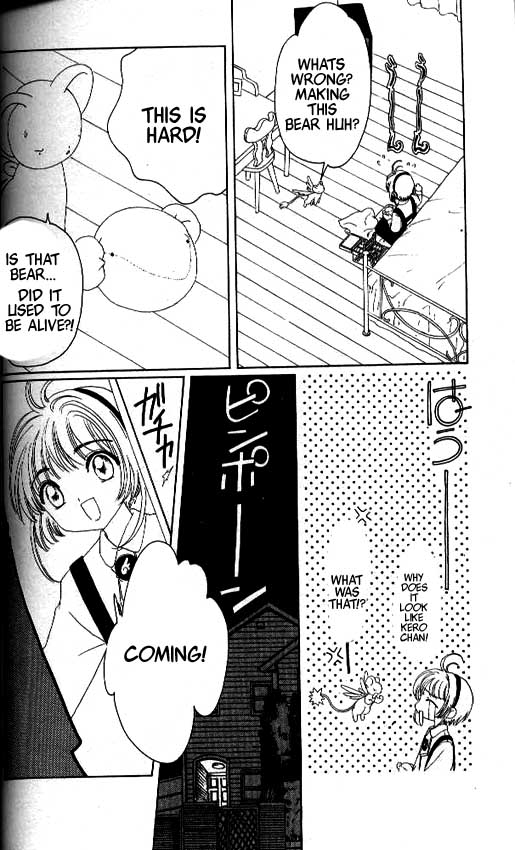 WHATS
WRONG?
MAKING
THIS
BEAR HUH?
THIS IS
HARD!
IS THAT
BEAR...
DID IT
USED TO
BE ALIVE?!
はうー
WHY
DOES
IT
LOOK
LIKE
KERO
CHAN!
WHAT
WAS
THAT!?
ピンポーン
ガチャ
COMING!